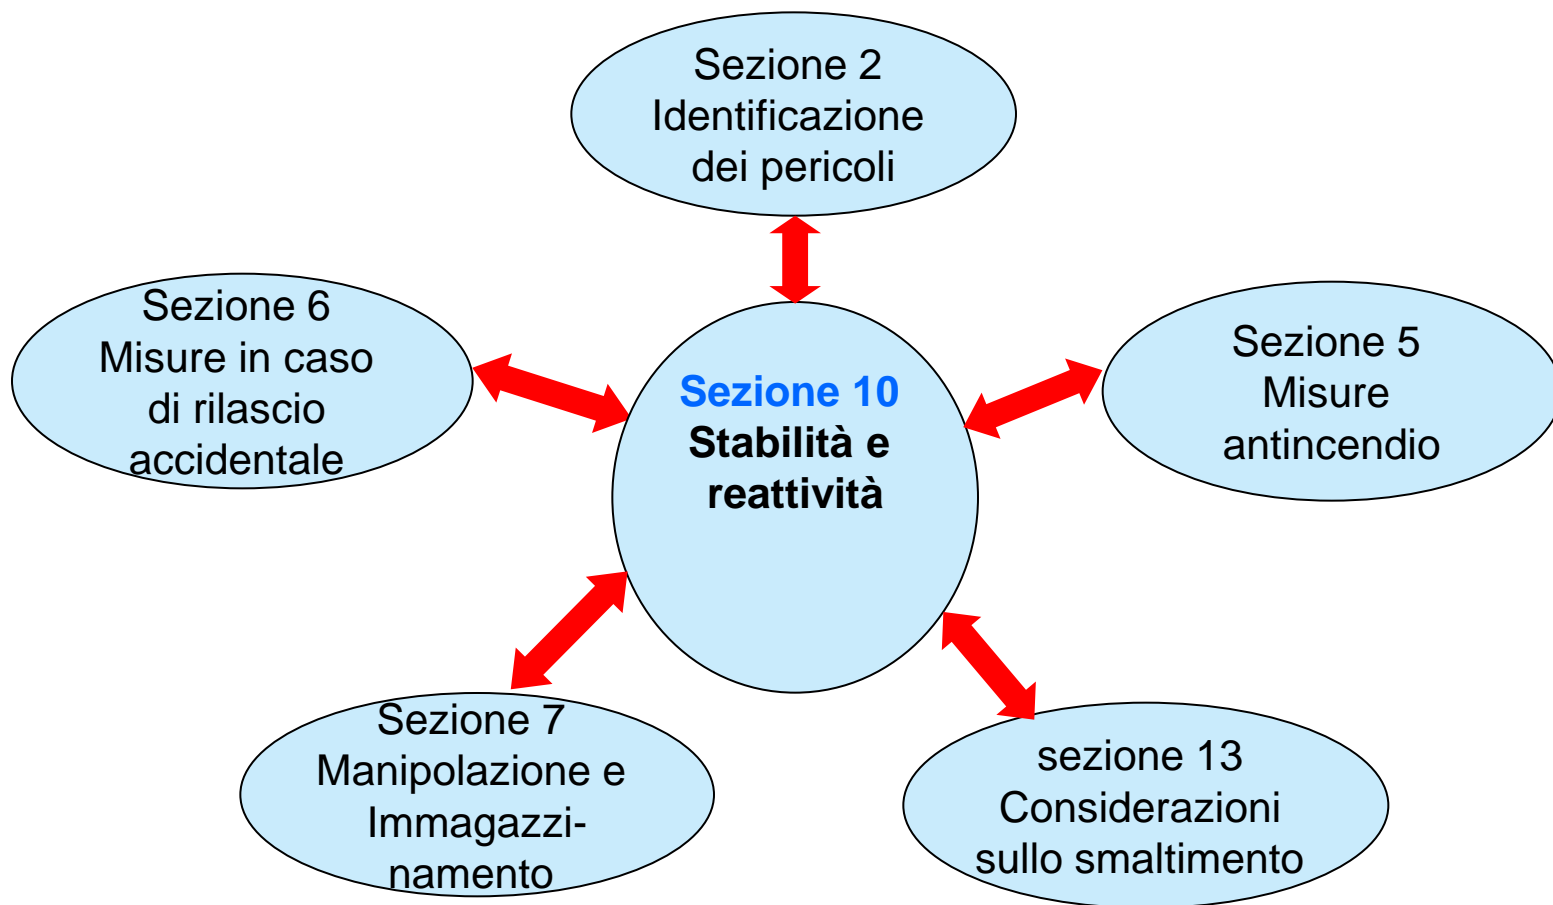 Sezione 2
Identificazione
dei pericoli
Sezione 6
Misure in caso
di rilascio
accidentale
Sezione 10
Stabilità e
reattività
Sezione 5
Misure
antincendio
Sezione 7
Manipolazione e
Immagazzi-
namento
sezione 13
Considerazioni
sullo smaltimento